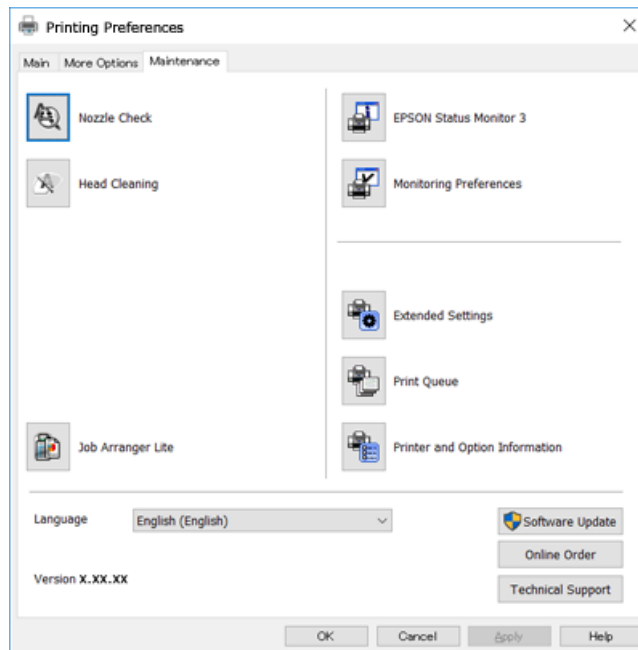 Printing Preferences
Main More Options Maintenance
Nozzle Check
EPSON Status Monitor 3
Head Cleaning
Monitoring Preferences
Extended Settings
Print Queue
Job Arranger Lite
Printer and Option Information
Language English (English)
Software Update
Online Order
Version X.XX.XX
Technical Support
OK Cancel Apply Help